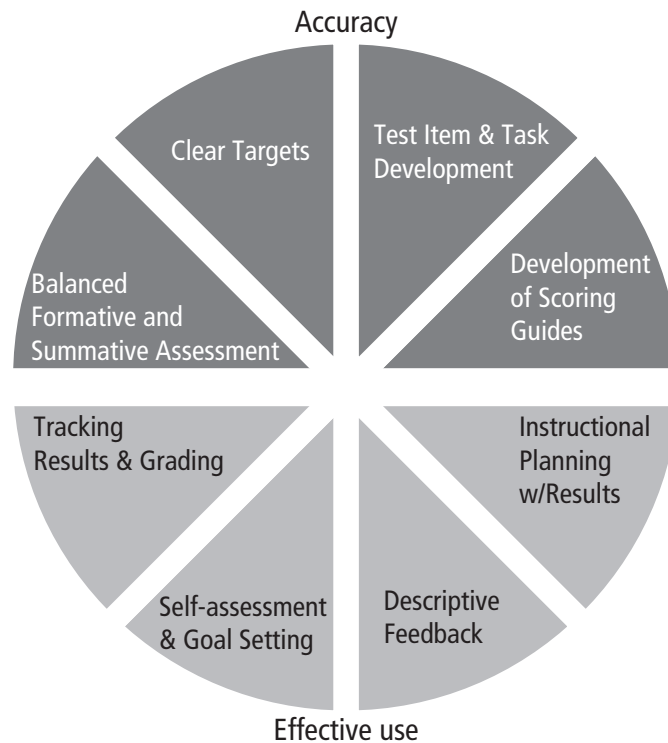 Accuracy
Clear Targets
Test Item & Task
Development
Balanced
Formative and
Summative Assessment
Development
of Scoring
Guides
Tracking
Results & Grading
Instructional
Planning
w/Results
Self-assessment
& Goal Setting
Descriptive
Feedback
Effective use